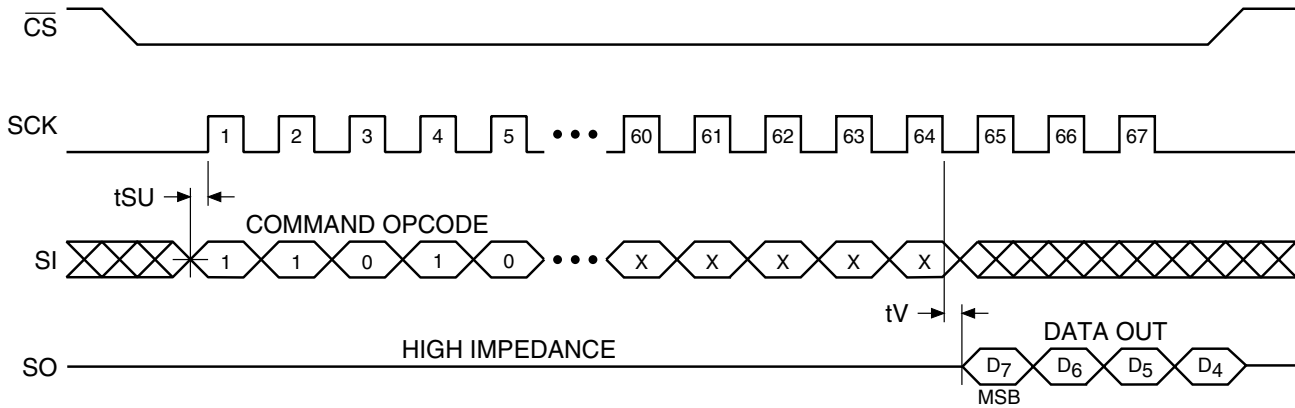 CS
SCK
1 2 3 4 5 ••• 60 61 62 63 64 65 66 67
tSU
COMMAND OPCODE
SI
1 1 0 1 0 ••• X X X X X
tV
HIGH IMPEDANCE
DATA OUT
SO
D7 D6 D5 D4
MSB